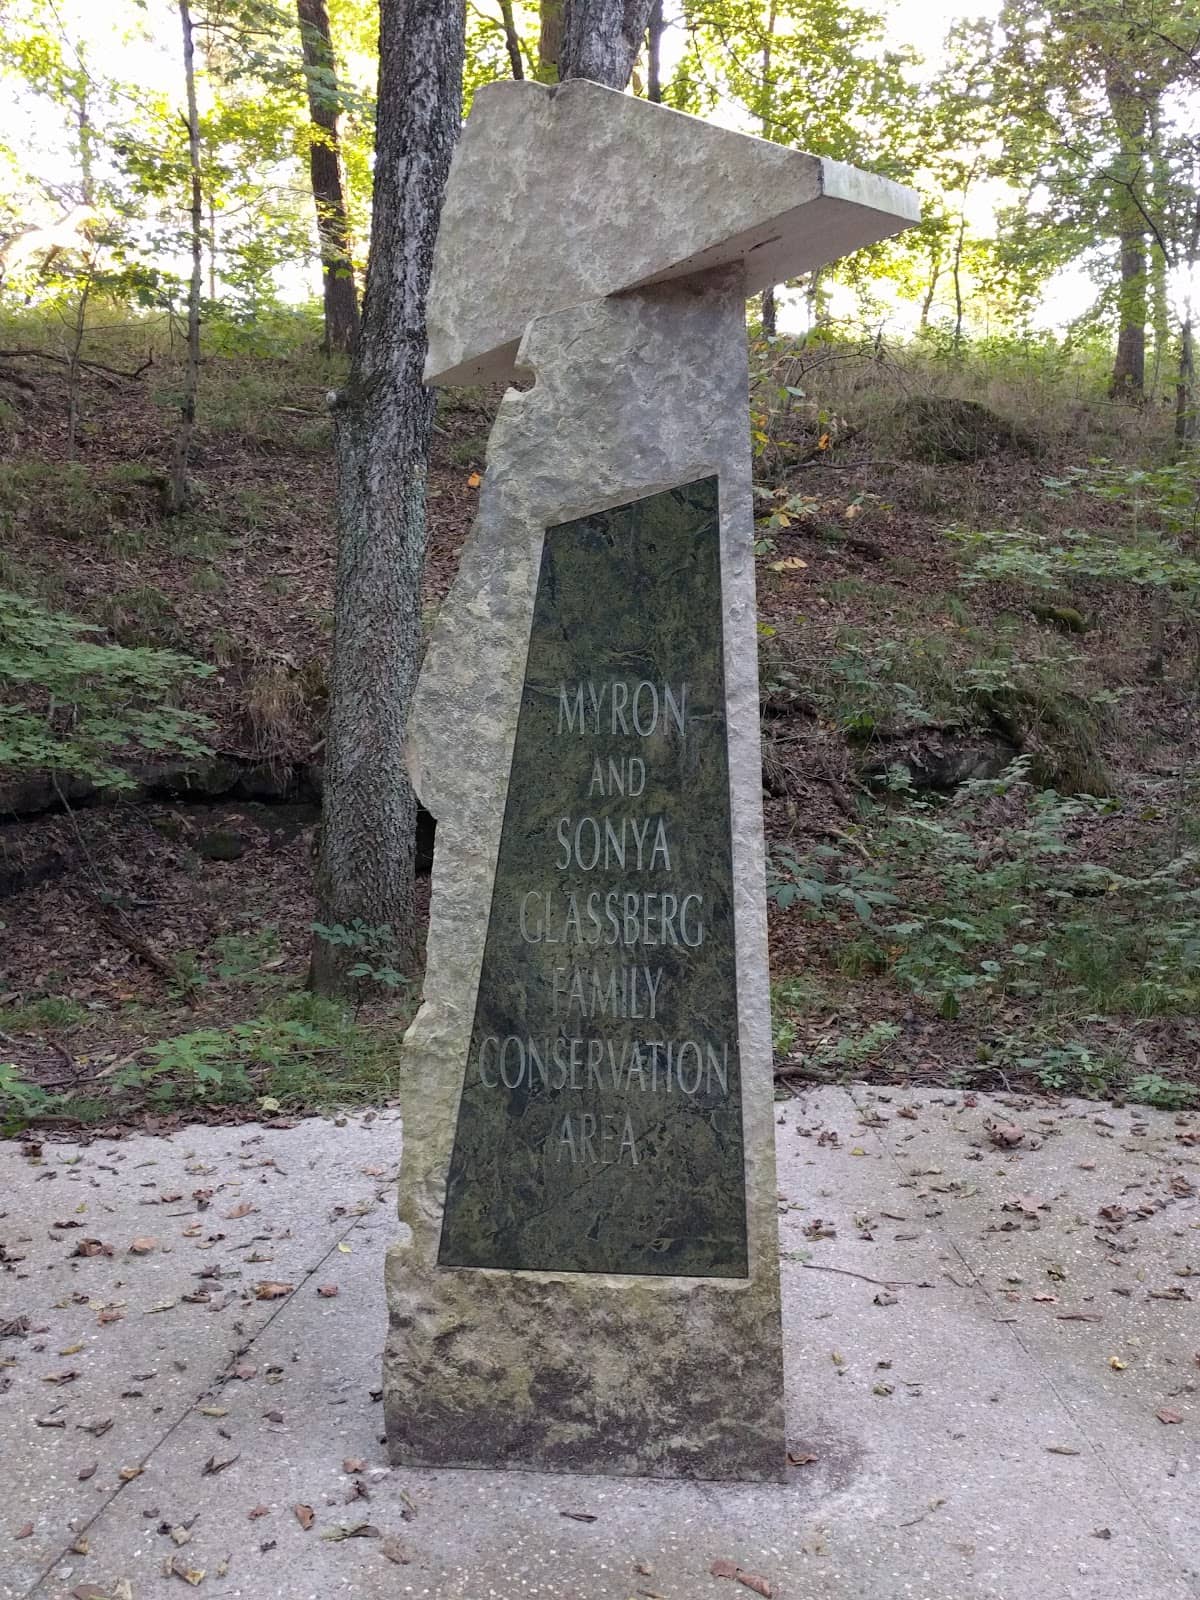 MYRON
AND
SONYA
GLASSBERG
FAMILY
CONSERVATION
AREA